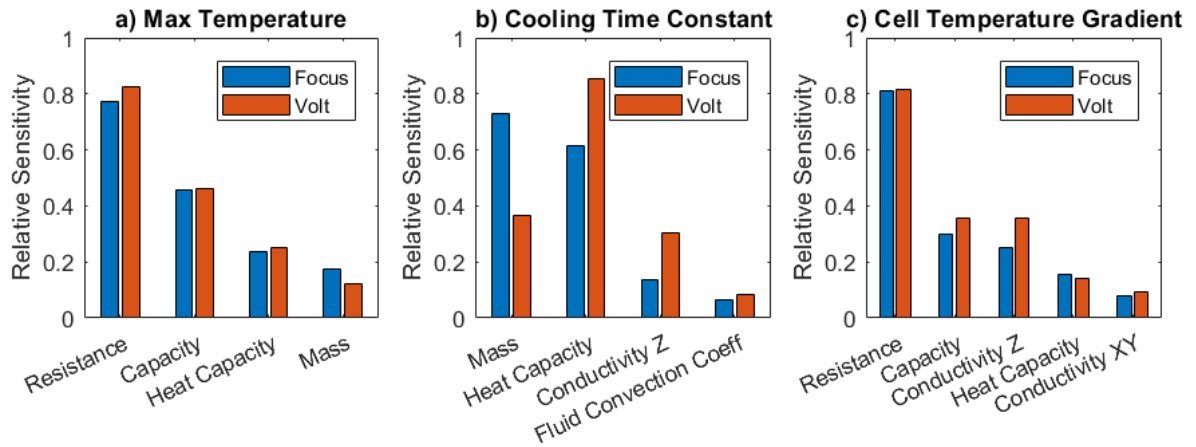 a) Max Temperature
Relative Sensitivity
1
0.8
0.6
0.4
0.2
0
Focus
Volt
Resistance
Capacity
Heat Capacity
Mass
b) Cooling Time Constant
Relative Sensitivity
1
0.8
0.6
0.4
0.2
0
Focus
Volt
Mass
Heat Capacity
Conductivity Z
Fluid Convection Coeff
c) Cell Temperature Gradient
Relative Sensitivity
1
0.8
0.6
0.4
0.2
0
Focus
Volt
Resistance
Capacity
Conductivity Z
Heat Capacity
Conductivity XY